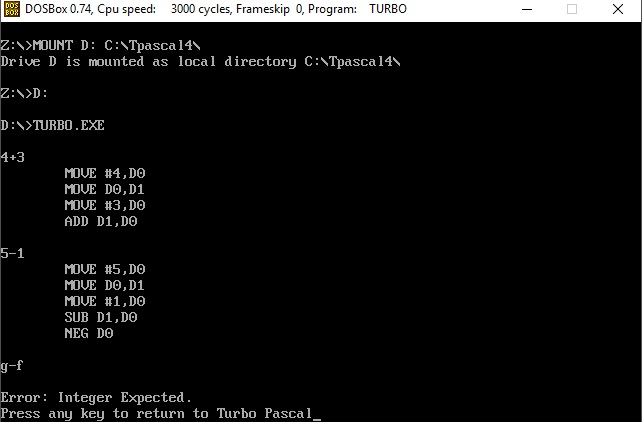 DOSBox 0.74, Cpu speed: 3000 cycles, Frameskip 0, Program: TURBO
Z:\>MOUNT D: C:\Tpascal4\
Drive D is mounted as local directory C:\Tpascal4\
Z:\>D:
D:\>TURBO.EXE
4+3
MOVE #4,D0
MOVE D0,D1
MOVE #3,D0
ADD D1,D0
5-1
MOVE #5,D0
MOVE D0,D1
MOVE #1,D0
SUB D1,D0
NEG D0
g-f
Error: Integer Expected.
Press any key to return to Turbo Pascal_